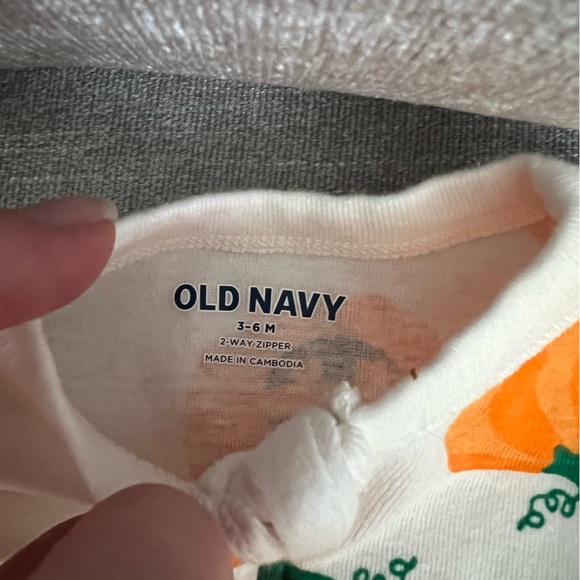 OLD NAVY
3-6 M
2-WAY ZIPPER
MADE IN CAMBODIA